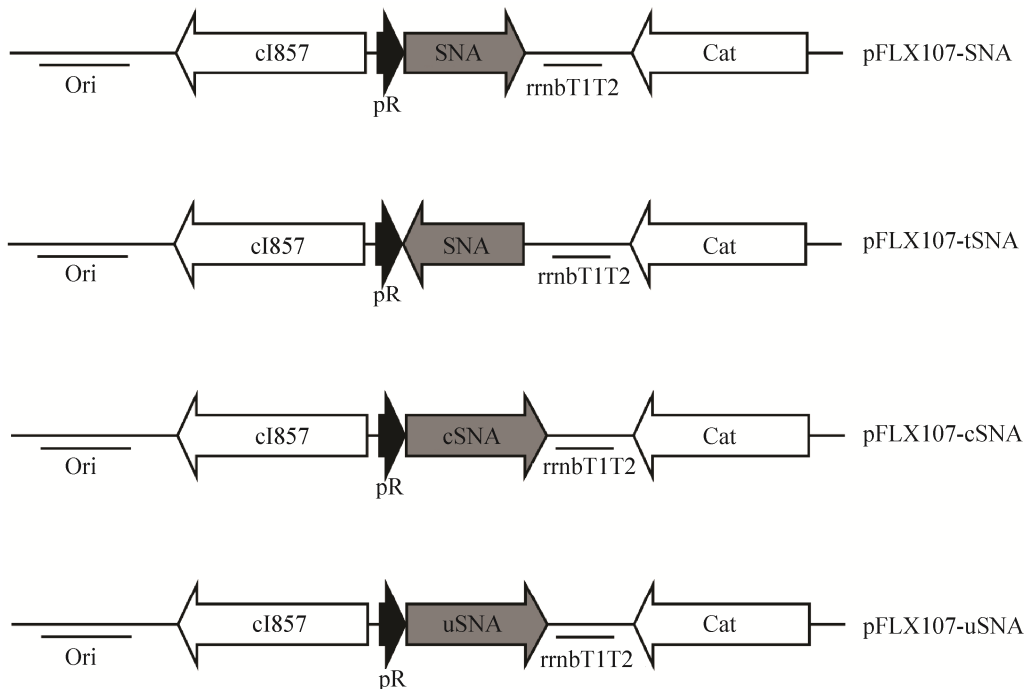 cI857 SNA Cat pFLX107-SNA
Ori pR rrnbT1T2
cI857 SNA Cat pFLX107-tSNA
Ori pR rrnbT1T2
cI857 cSNA Cat pFLX107-cSNA
Ori pR rrnbT1T2
cI857 uSNA Cat pFLX107-uSNA
Ori pR rrnbT1T2